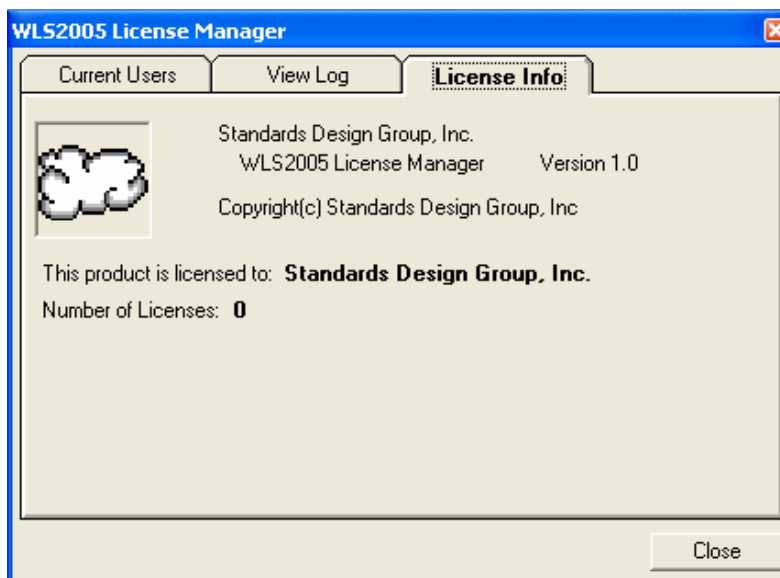 WLS2005 License Manager
Current Users
View Log
License Info
Standards Design Group, Inc.
WLS2005 License Manager Version 1.0
Copyright(c) Standards Design Group, Inc
This product is licensed to: Standards Design Group, Inc.
Number of Licenses: 0
Close